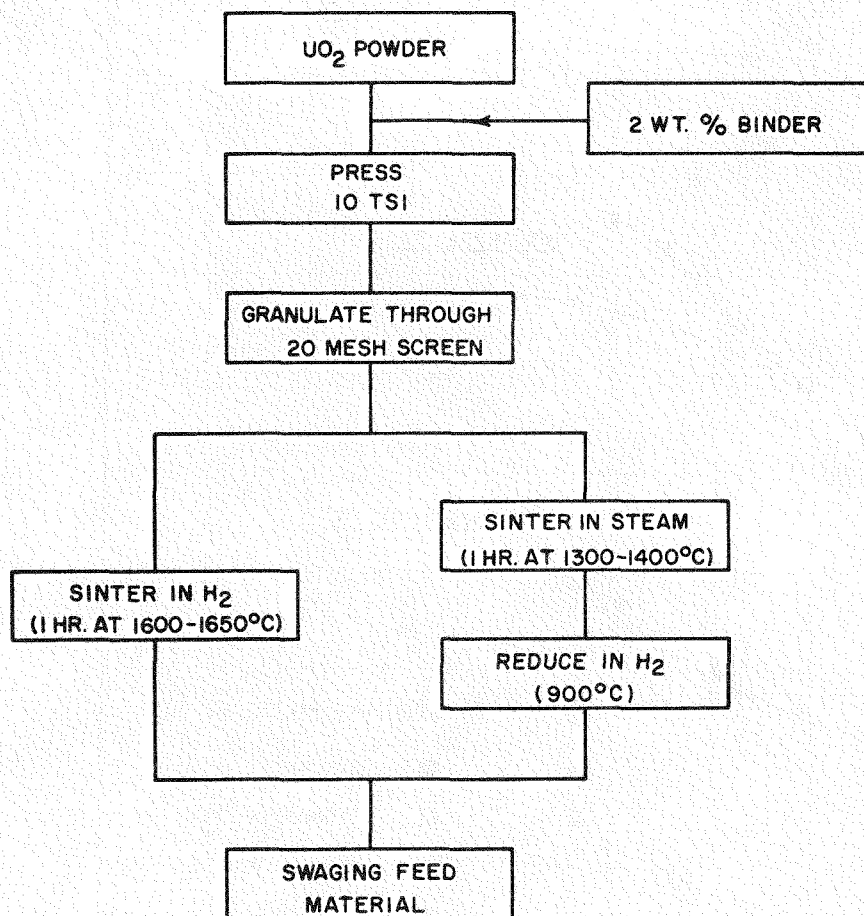 UO2 POWDER
2 WT. % BINDER
PRESS
10 TSI
GRANULATE THROUGH
20 MESH SCREEN
SINTER IN STEAM
(1 HR. AT 1300-1400°C)
SINTER IN H2
(1 HR. AT 1600-1650°C)
REDUCE IN H2
(900°C)
SWAGING FEED
MATERIAL